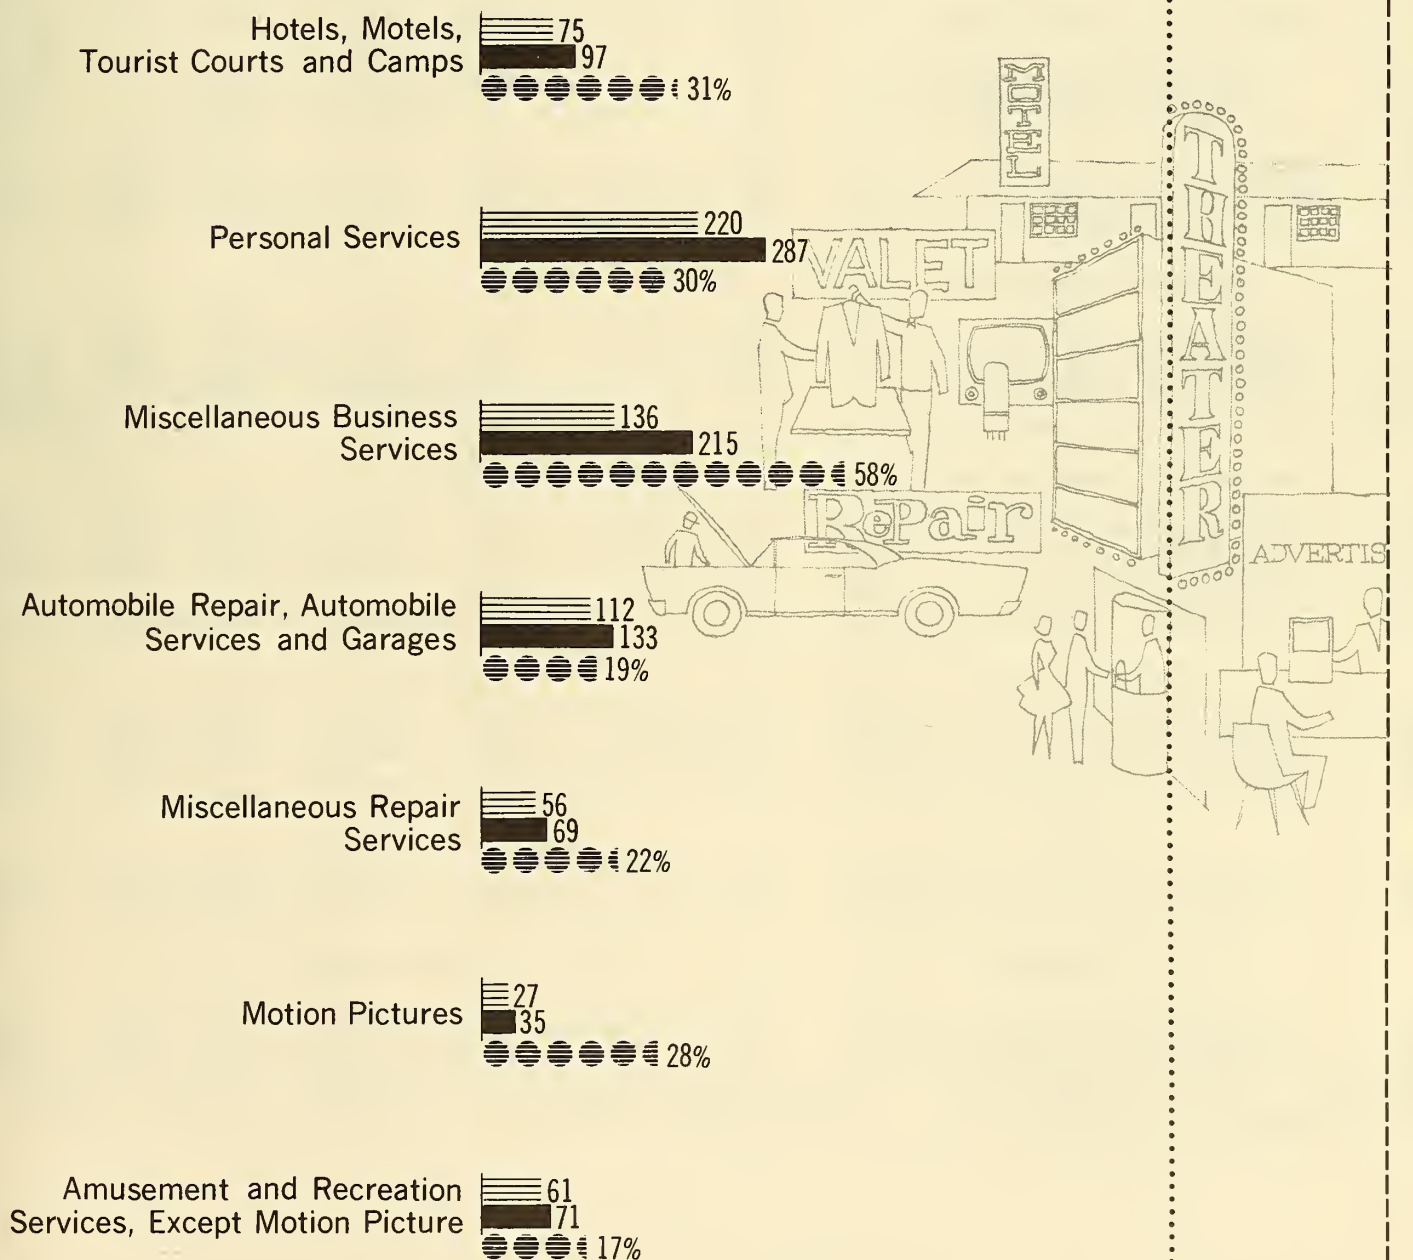 Hotels, Motels,
Tourist Courts and Camps
75
97
31%
MOTEL
THEATER
Personal Services
220
287
30%
VALET
Miscellaneous Business
Services
136
215
58%
RePair
ADVERTIS
Automobile Repair, Automobile
Services and Garages
112
133
19%
Miscellaneous Repair
Services
56
69
22%
Motion Pictures
27
35
28%
Amusement and Recreation
Services, Except Motion Picture
61
71
17%